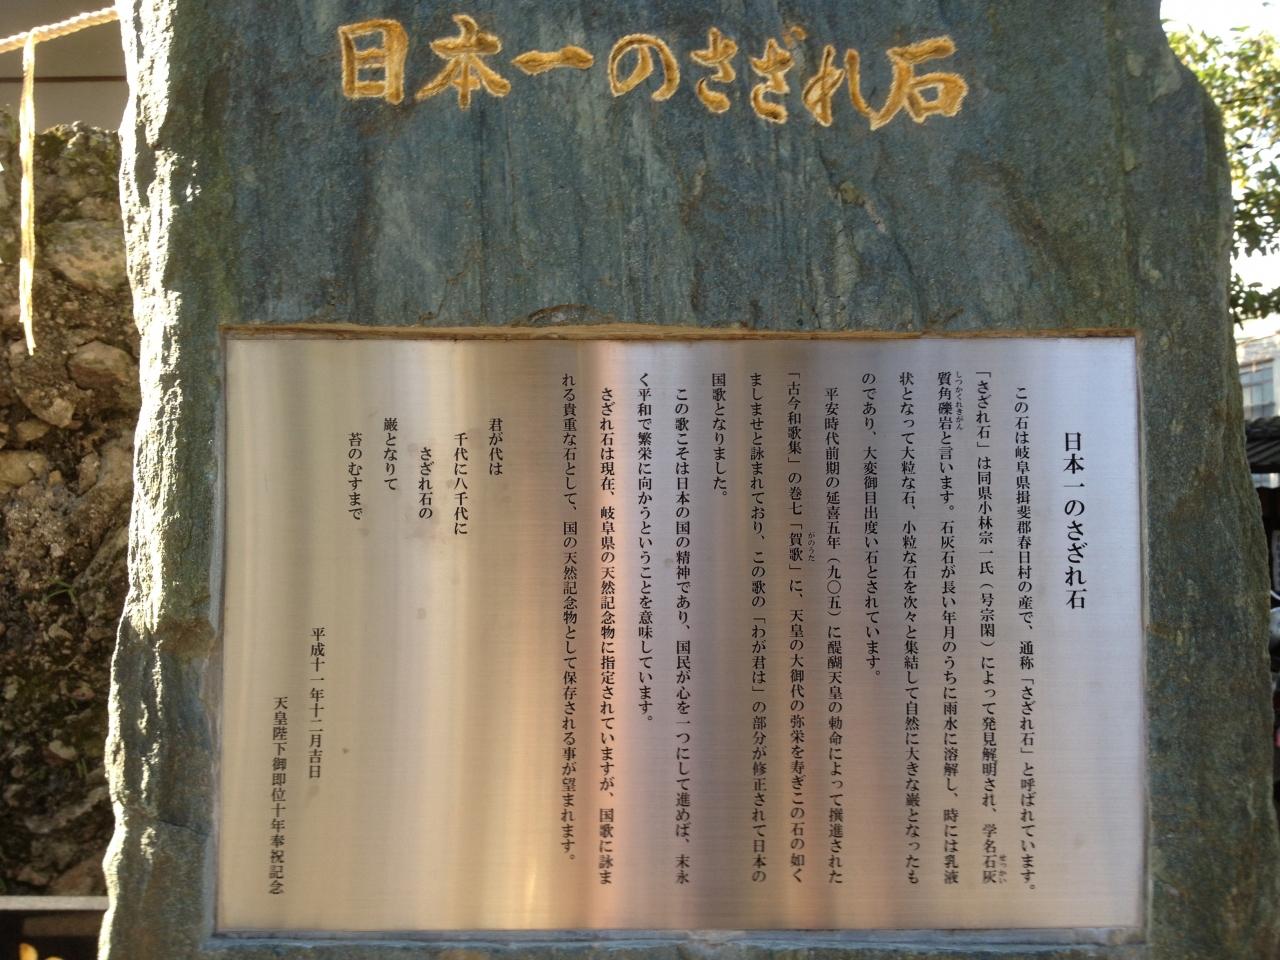 日本一のさざれ石
日本一のさざれ石
この石は岐阜県揖斐郡春日村の産で、通称「さざれ石」と呼ばれています。
「さざれ石」は同県小林宗一氏（号宗閑）によって発見解明され、学名石灰
せっかい
質角礫岩と言います。石灰石が長い年月のうちに雨水に溶解し、時には乳液
しつかくれきがん
状となって大粒な石、小粒な石を次々と集結して自然に大きな巌となったも
のであり、大変御目出度い石とされています。
平安時代前期の延喜五年（九〇五）に醍醐天皇の勅命によって撰進された
「古今和歌集」の巻七「賀歌」に、天皇の大御代の弥栄を寿ぎこの石の如く
がのうた
ましませと詠まれており、この歌の「わが君は」の部分が修正されて日本の
国歌となりました。
この歌こそは日本の国の精神であり、国民が心を一つにして進めば、末永
く平和で繁栄に向かうということを意味しています。
さざれ石は現在、岐阜県の天然記念物に指定されていますが、国歌に詠ま
れる貴重な石として、国の天然記念物として保存される事が望まれます。
君が代は
千代に八千代に
さざれ石の
巌となりて
苔のむすまで
平成十一年十二月吉日
天皇陛下御即位十年奉祝記念